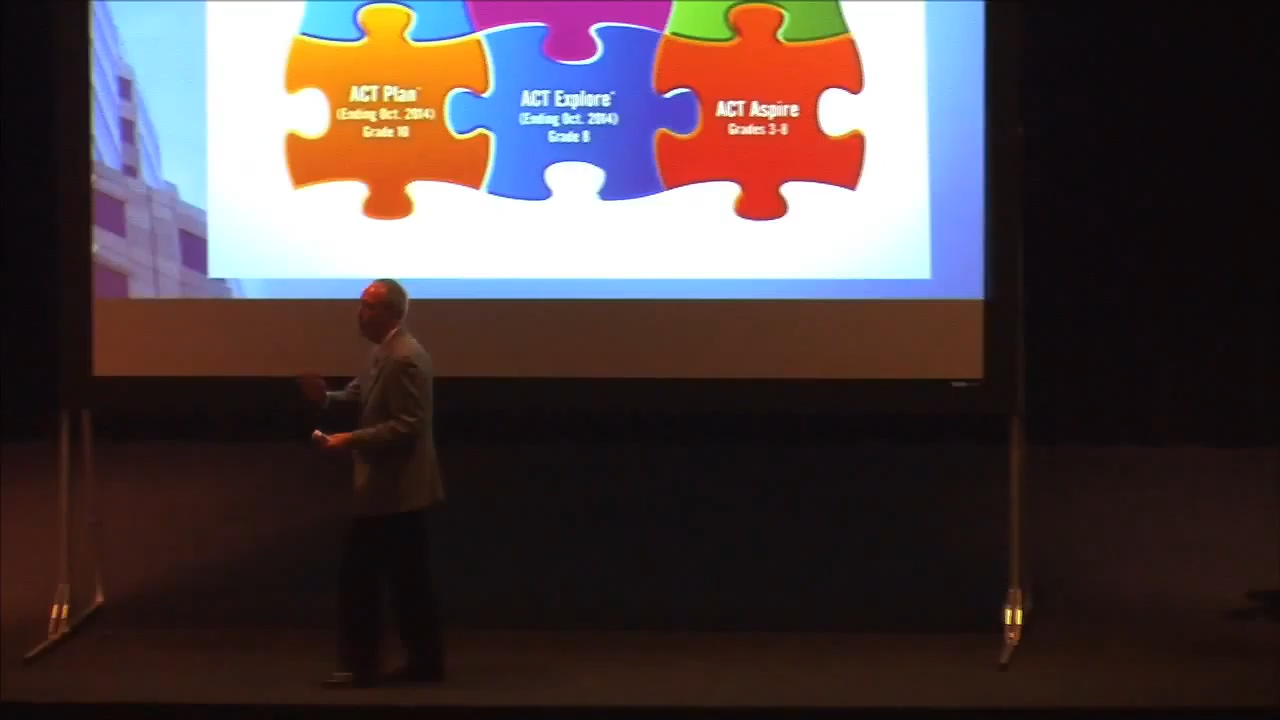 ACT Plan
(Ending Oct. 2014)
Grade 10
ACT Explore
(Ending Oct. 2014)
Grade 8
ACT Aspire
Grades 3-8